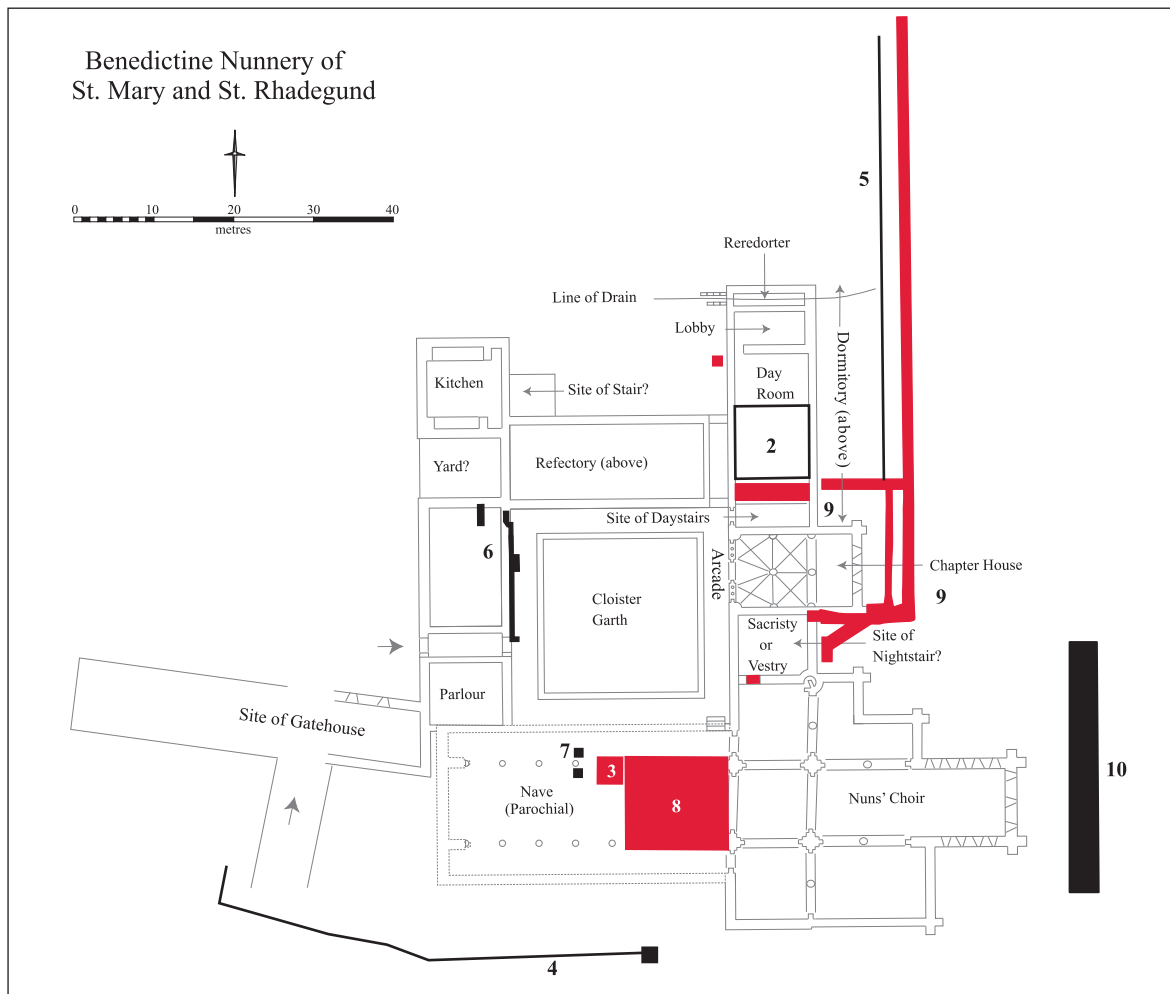 Benedictine Nunnery of
St. Mary and St. Rhadegund
0 10 20 30 40
metres
5
Reredorter
Line of Drain
Lobby
Dormitory (above)
Kitchen
Site of Stair?
Day
Room
2
Yard?
Refectory (above)
Site of Daystairs
9
6
Arcade
Chapter House
Cloister
Garth
9
Sacristy
or
Vestry
Site of
Nightstair?
Parlour
Site of Gatehouse
7
3
10
Nave
(Parochial)
8
Nuns' Choir
4